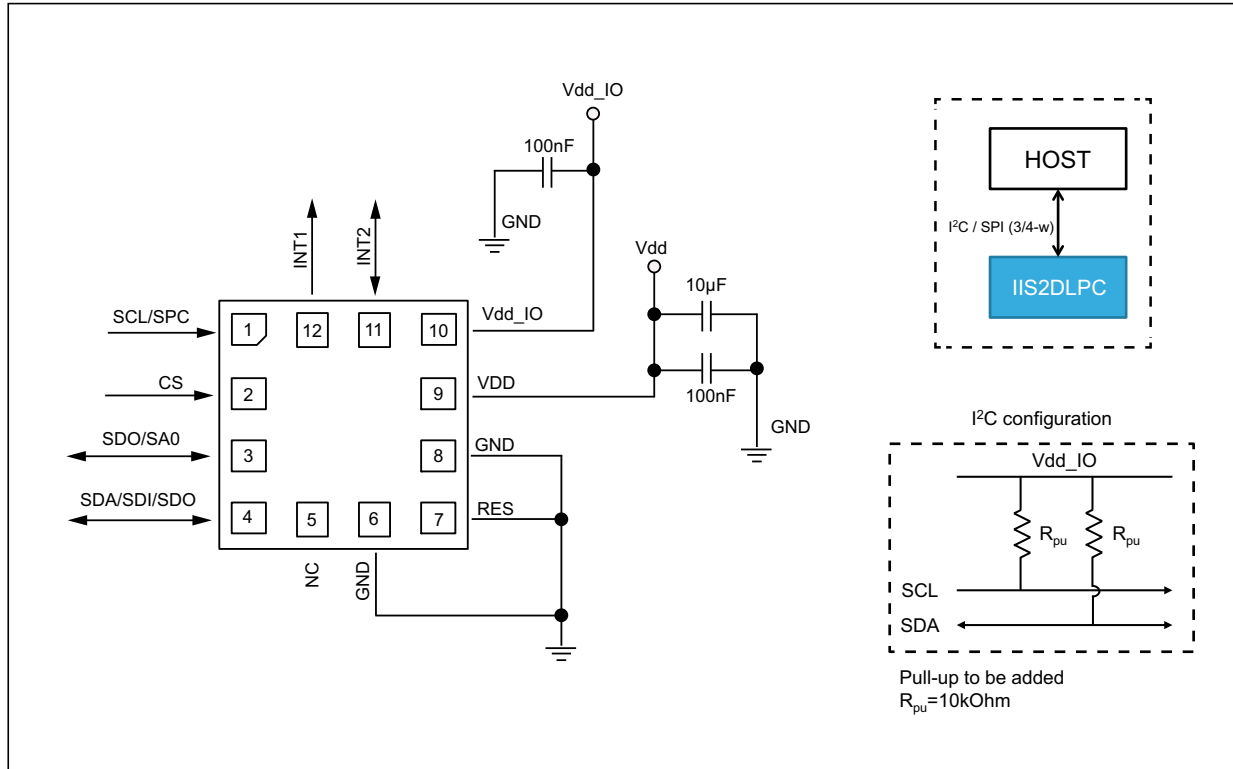 Vdd_IO
100nF
GND
HOST
I²C / SPI (3/4-w)
IIS2DLPC
INT1
INT2
Vdd
10µF
100nF
GND
SCL/SPC
CS
SDO/SA0
SDA/SDI/SDO
1
12
11
10
2
9
3
8
4
5
6
7
Vdd_IO
VDD
GND
RES
NC
GND
I²C configuration
Vdd_IO
Rpu
Rpu
SCL
SDA
Pull-up to be added
Rpu=10kOhm